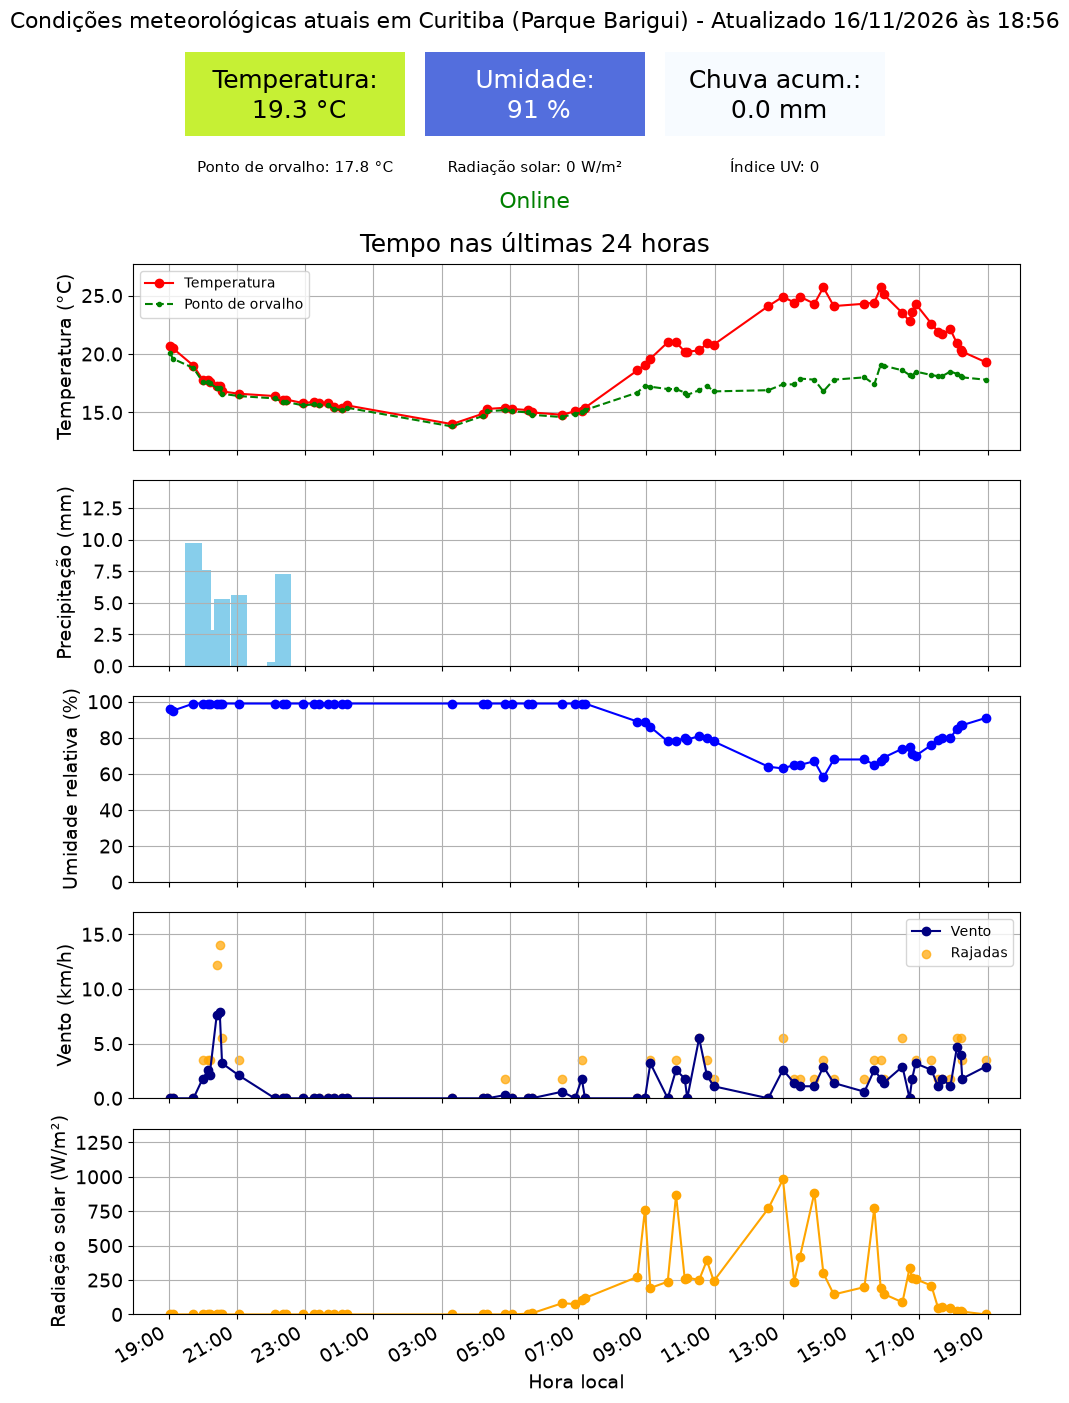 Condições meteorológicas atuais em Curitiba (Parque Barigui) - Atualizado 16/11/2026 às 18:56
Temperatura:
19.3 °C
Umidade:
91 %
Chuva acum.:
0.0 mm
Ponto de orvalho: 17.8 °C
Radiação solar: 0 W/m²
Índice UV: 0
Online
Tempo nas últimas 24 horas
Temperatura (°C)
25.0
20.0
15.0
Temperatura
Ponto de orvalho
Precipitação (mm)
12.5
10.0
7.5
5.0
2.5
0.0
Umidade relativa (%)
100
80
60
40
20
0
Vento (km/h)
15.0
10.0
5.0
0.0
Vento
Rajadas
Radiação solar (W/m²)
1250
1000
750
500
250
0
19:00
21:00
23:00
01:00
03:00
05:00
07:00
09:00
11:00
13:00
15:00
17:00
19:00
Hora local